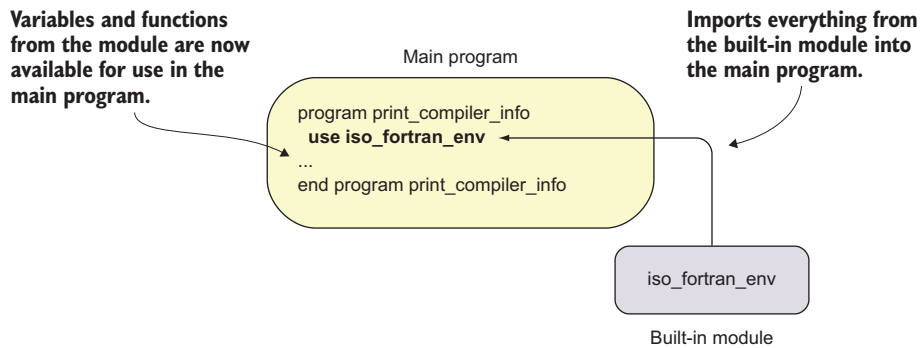 Variables and functions
from the module are now
available for use in the
main program.
Imports everything from
the built-in module into
the main program.
Main program
program print_compiler_info
use iso_fortran_env
...
end program print_compiler_info
iso_fortran_env
Built-in module